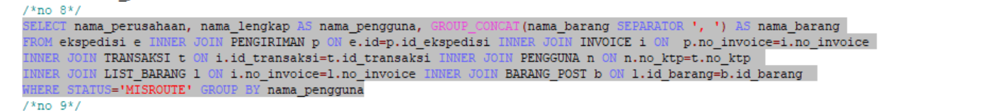 /*no 8*/
SELECT nama_perusahaan, nama_lengkap AS nama_pengguna, GROUP_CONCAT(nama_barang SEPARATOR ', ') AS nama_barang
FROM ekspedisi e INNER JOIN PENGIRIMAN p ON e.id=p.id_ekspedisi INNER JOIN INVOICE i ON  p.no_invoice=i.no_invoice
INNER JOIN TRANSAKSI t ON i.id_transaksi=t.id_transaksi INNER JOIN PENGGUNA n ON n.no_ktp=t.no_ktp
INNER JOIN LIST_BARANG l ON i.no_invoice=l.no_invoice INNER JOIN BARANG_POST b ON l.id_barang=b.id_barang
WHERE STATUS='MISROUTE' GROUP BY nama_pengguna
/*no 9*/